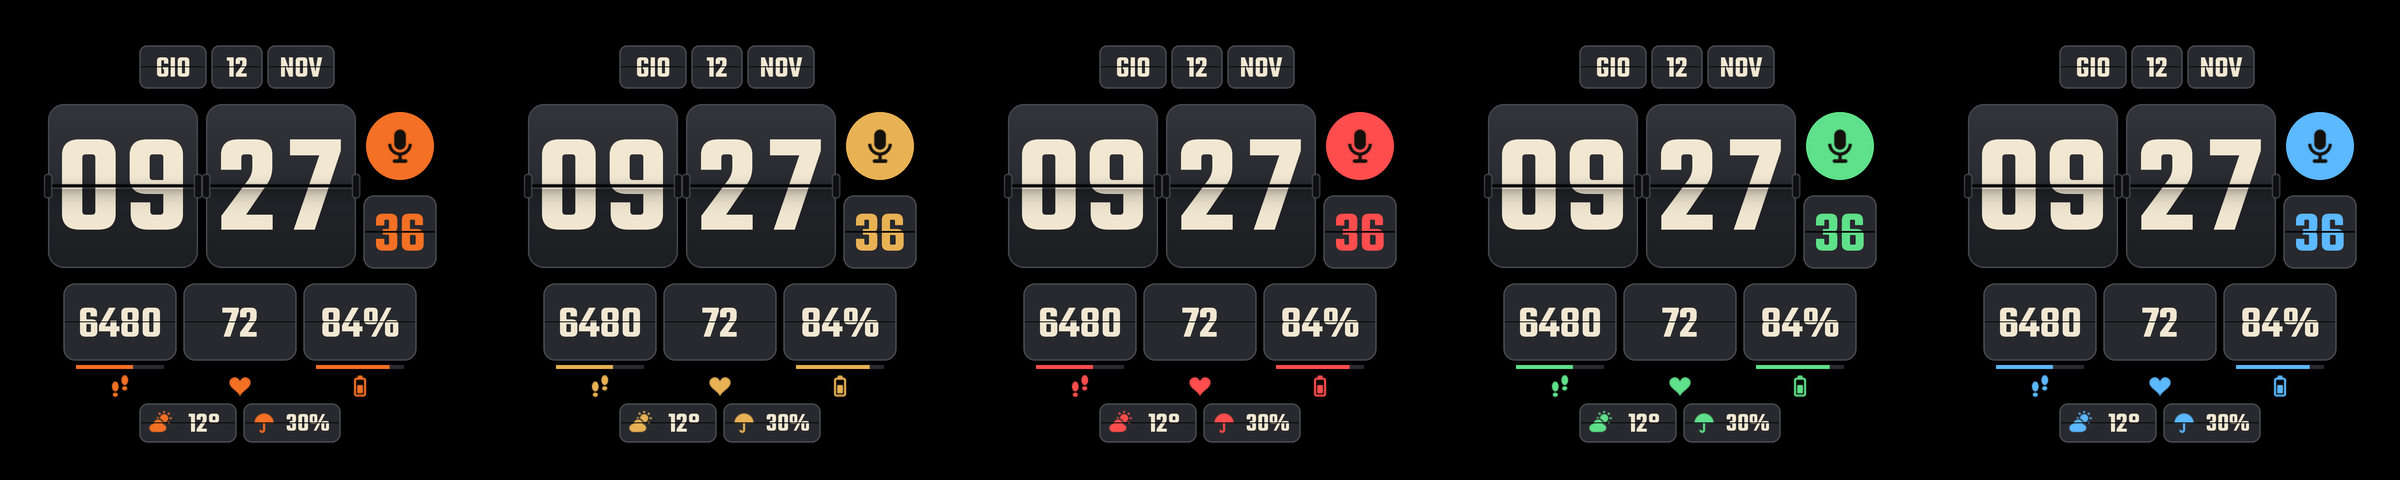 GIO 12 NOV GIO 12 NOV GIO 12 NOV GIO 12 NOV GIO 12 NOV
09 27 36 09 27 36 09 27 36 09 27 36 09 27 36
6480 72 84% 6480 72 84% 6480 72 84% 6480 72 84% 6480 72 84%
12° 30% 12° 30% 12° 30% 12° 30% 12° 30%